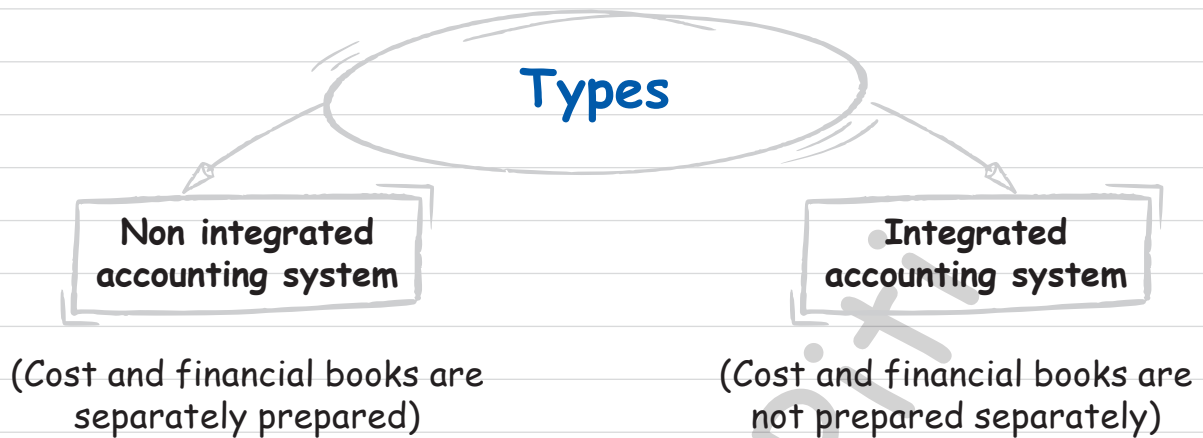 Types
Non integrated
accounting system
(Cost and financial books are
separately prepared)
Integrated
accounting system
(Cost and financial books are
not prepared separately)